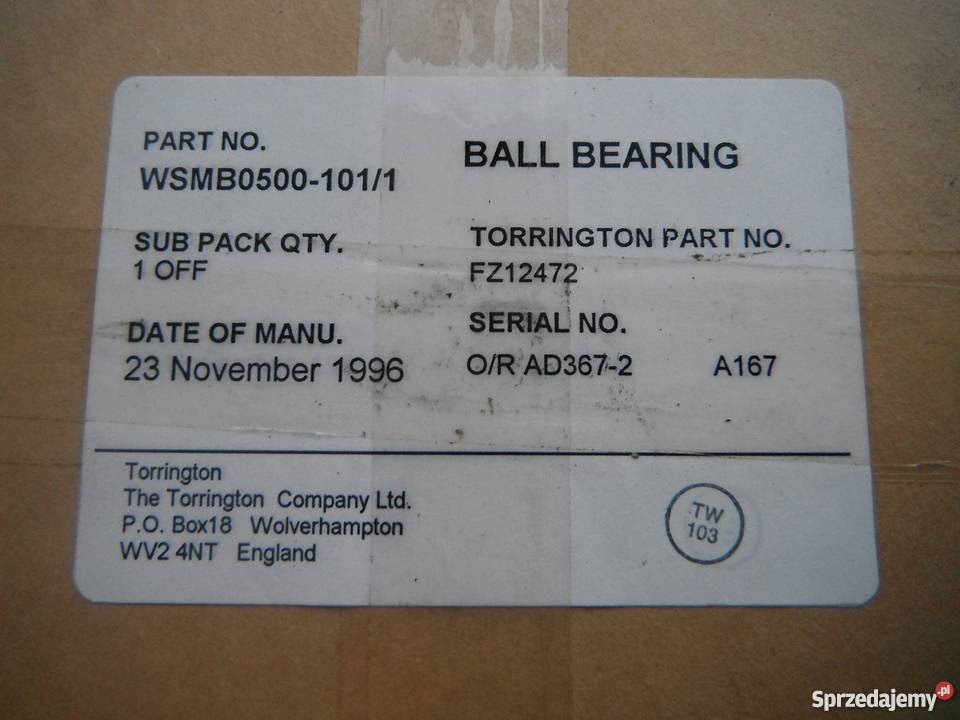 PART NO.
WSMB0500-101/1
BALL BEARING
SUB PACK QTY.
1 OFF
TORRINGTON PART NO.
FZ12472
DATE OF MANU.
23 November 1996
SERIAL NO.
O/R AD367-2 A167
Torrington
The Torrington Company Ltd.
P.O. Box18 Wolverhampton
WV2 4NT England
TW
103
Sprzedajemy.pl